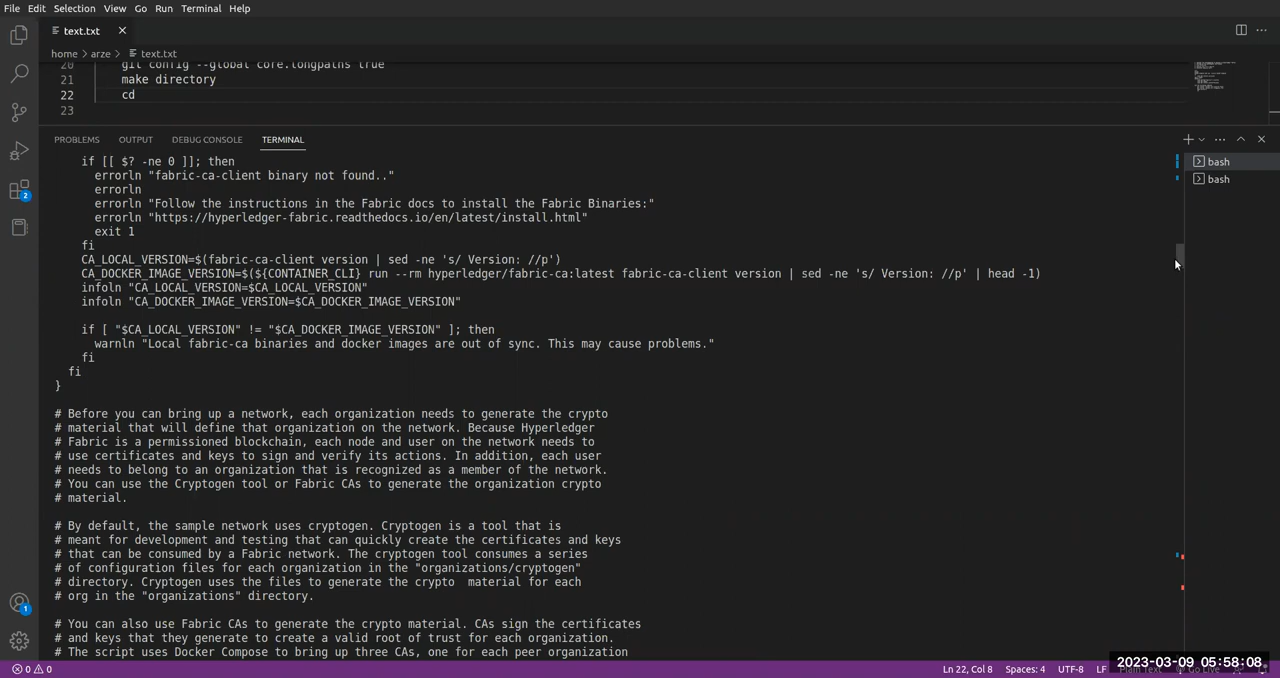 File Edit Selection View Go Run Terminal Help
text.txt
home > arze > text.txt
20 git config --global core.longpaths true
21 make directory
22 cd
23
PROBLEMS OUTPUT DEBUG CONSOLE TERMINAL
bash
bash
if [[ $? -ne 0 ]]; then
errorln "fabric-ca-client binary not found.."
errorln
errorln "Follow the instructions in the Fabric docs to install the Fabric Binaries:"
errorln "https://hyperledger-fabric.readthedocs.io/en/latest/install.html"
exit 1
fi
CA_LOCAL_VERSION=$(fabric-ca-client version | sed -ne 's/ Version: //p')
CA_DOCKER_IMAGE_VERSION=$(${CONTAINER_CLI} run --rm hyperledger/fabric-ca:latest fabric-ca-client version | sed -ne 's/ Version: //p' | head -1)
infoln "CA_LOCAL_VERSION=$CA_LOCAL_VERSION"
infoln "CA_DOCKER_IMAGE_VERSION=$CA_DOCKER_IMAGE_VERSION"
if [ "$CA_LOCAL_VERSION" != "$CA_DOCKER_IMAGE_VERSION" ]; then
warnln "Local fabric-ca binaries and docker images are out of sync. This may cause problems."
fi
fi
}
# Before you can bring up a network, each organization needs to generate the crypto
# material that will define that organization on the network. Because Hyperledger
# Fabric is a permissioned blockchain, each node and user on the network needs to
# use certificates and keys to sign and verify its actions. In addition, each user
# needs to belong to an organization that is recognized as a member of the network.
# You can use the Cryptogen tool or Fabric CAs to generate the organization crypto
# material.
# By default, the sample network uses cryptogen. Cryptogen is a tool that is
# meant for development and testing that can quickly create the certificates and keys
# that can be consumed by a Fabric network. The cryptogen tool consumes a series
# of configuration files for each organization in the "organizations/cryptogen"
# directory. Cryptogen uses the files to generate the crypto  material for each
# org in the "organizations" directory.
# You can also use Fabric CAs to generate the crypto material. CAs sign the certificates
# and keys that they generate to create a valid root of trust for each organization.
# The script uses Docker Compose to bring up three CAs, one for each peer organization
2
1
0 0 Ln 22, Col 8 Spaces: 4 UTF-8 LF
2023-03-09 05:58:08